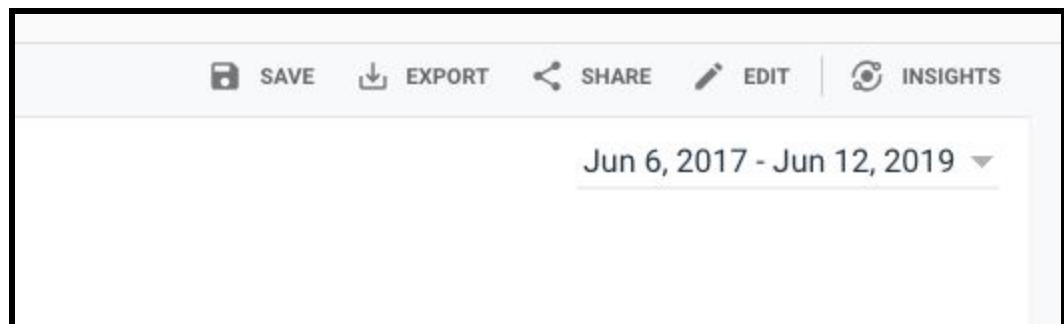 SAVE EXPORT SHARE EDIT INSIGHTS
Jun 6, 2017 - Jun 12, 2019